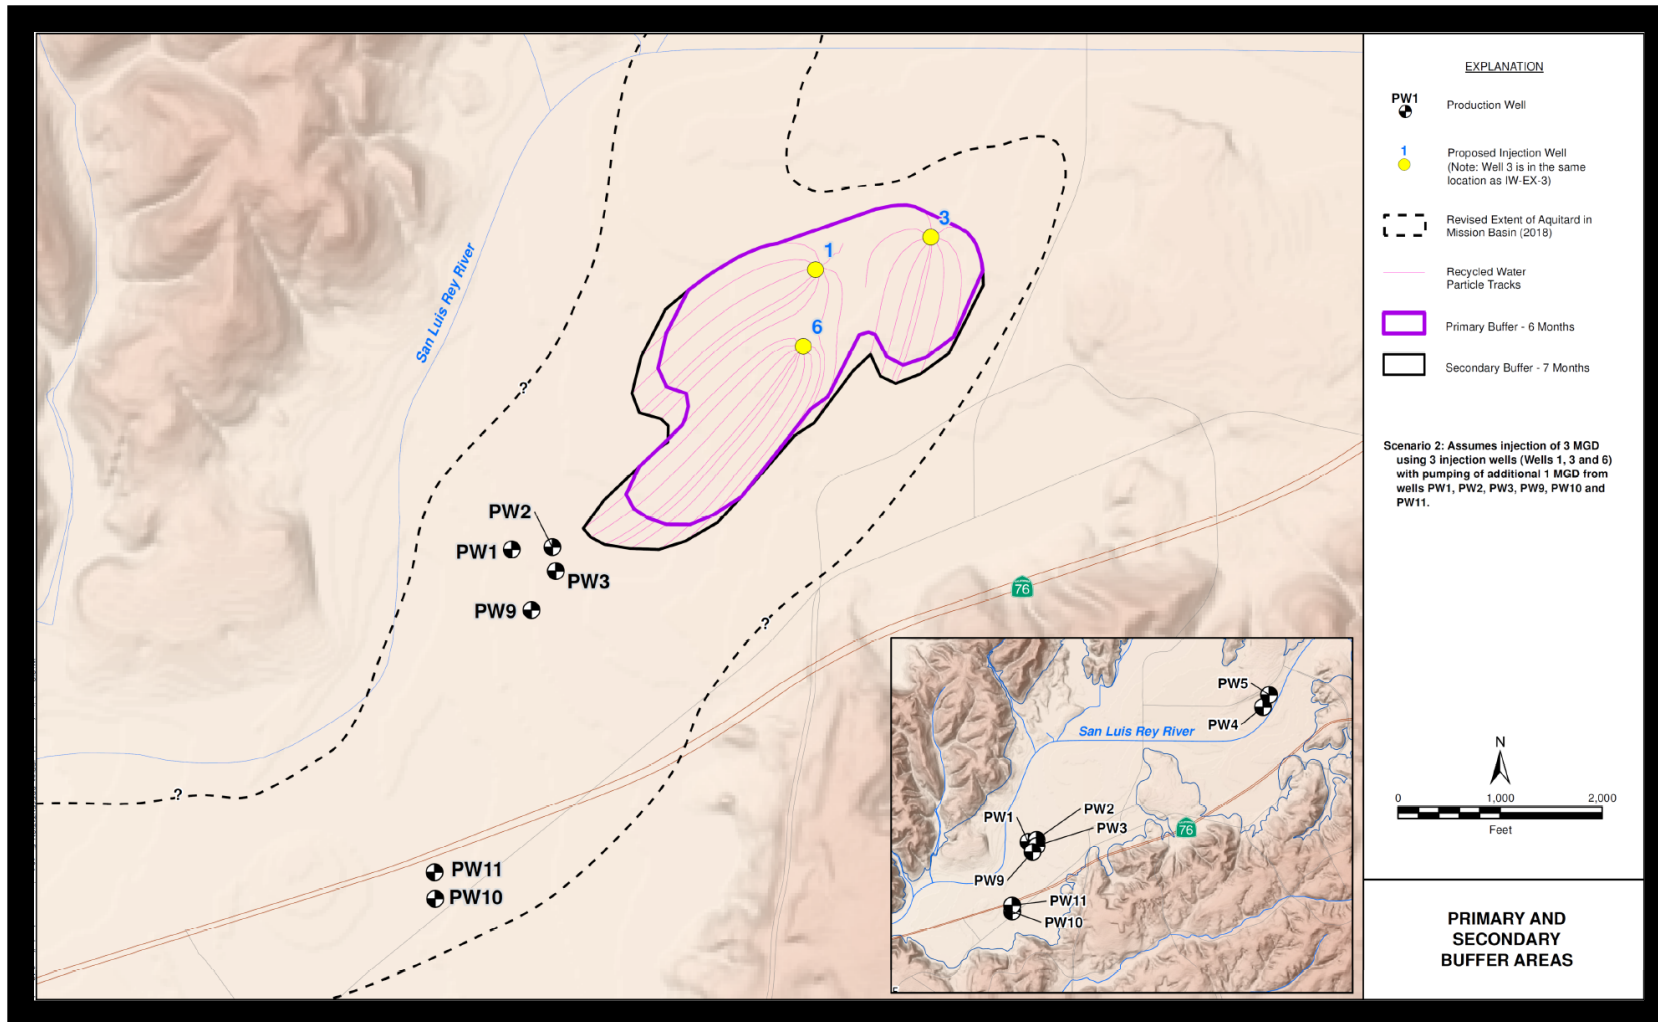 San Luis Rey River
3
1
6
?
PW2
PW1
PW3
PW9
?
76
?
PW11
PW10
PW5
PW4
San Luis Rey River
PW1
PW2
PW3
76
PW9
PW11
PW10
EXPLANATION
PW1
Production Well
1
Proposed Injection Well
(Note: Well 3 is in the same
location as IW-EX-3)
Revised Extent of Aquitard in
Mission Basin (2018)
Recycled Water
Particle Tracks
Primary Buffer - 6 Months
Secondary Buffer - 7 Months
Scenario 2: Assumes injection of 3 MGD
using 3 injection wells (Wells 1, 3 and 6)
with pumping of additional 1 MGD from
wells PW1, PW2, PW3, PW9, PW10 and
PW11.
N
0 1,000 2,000
Feet
PRIMARY AND
SECONDARY
BUFFER AREAS